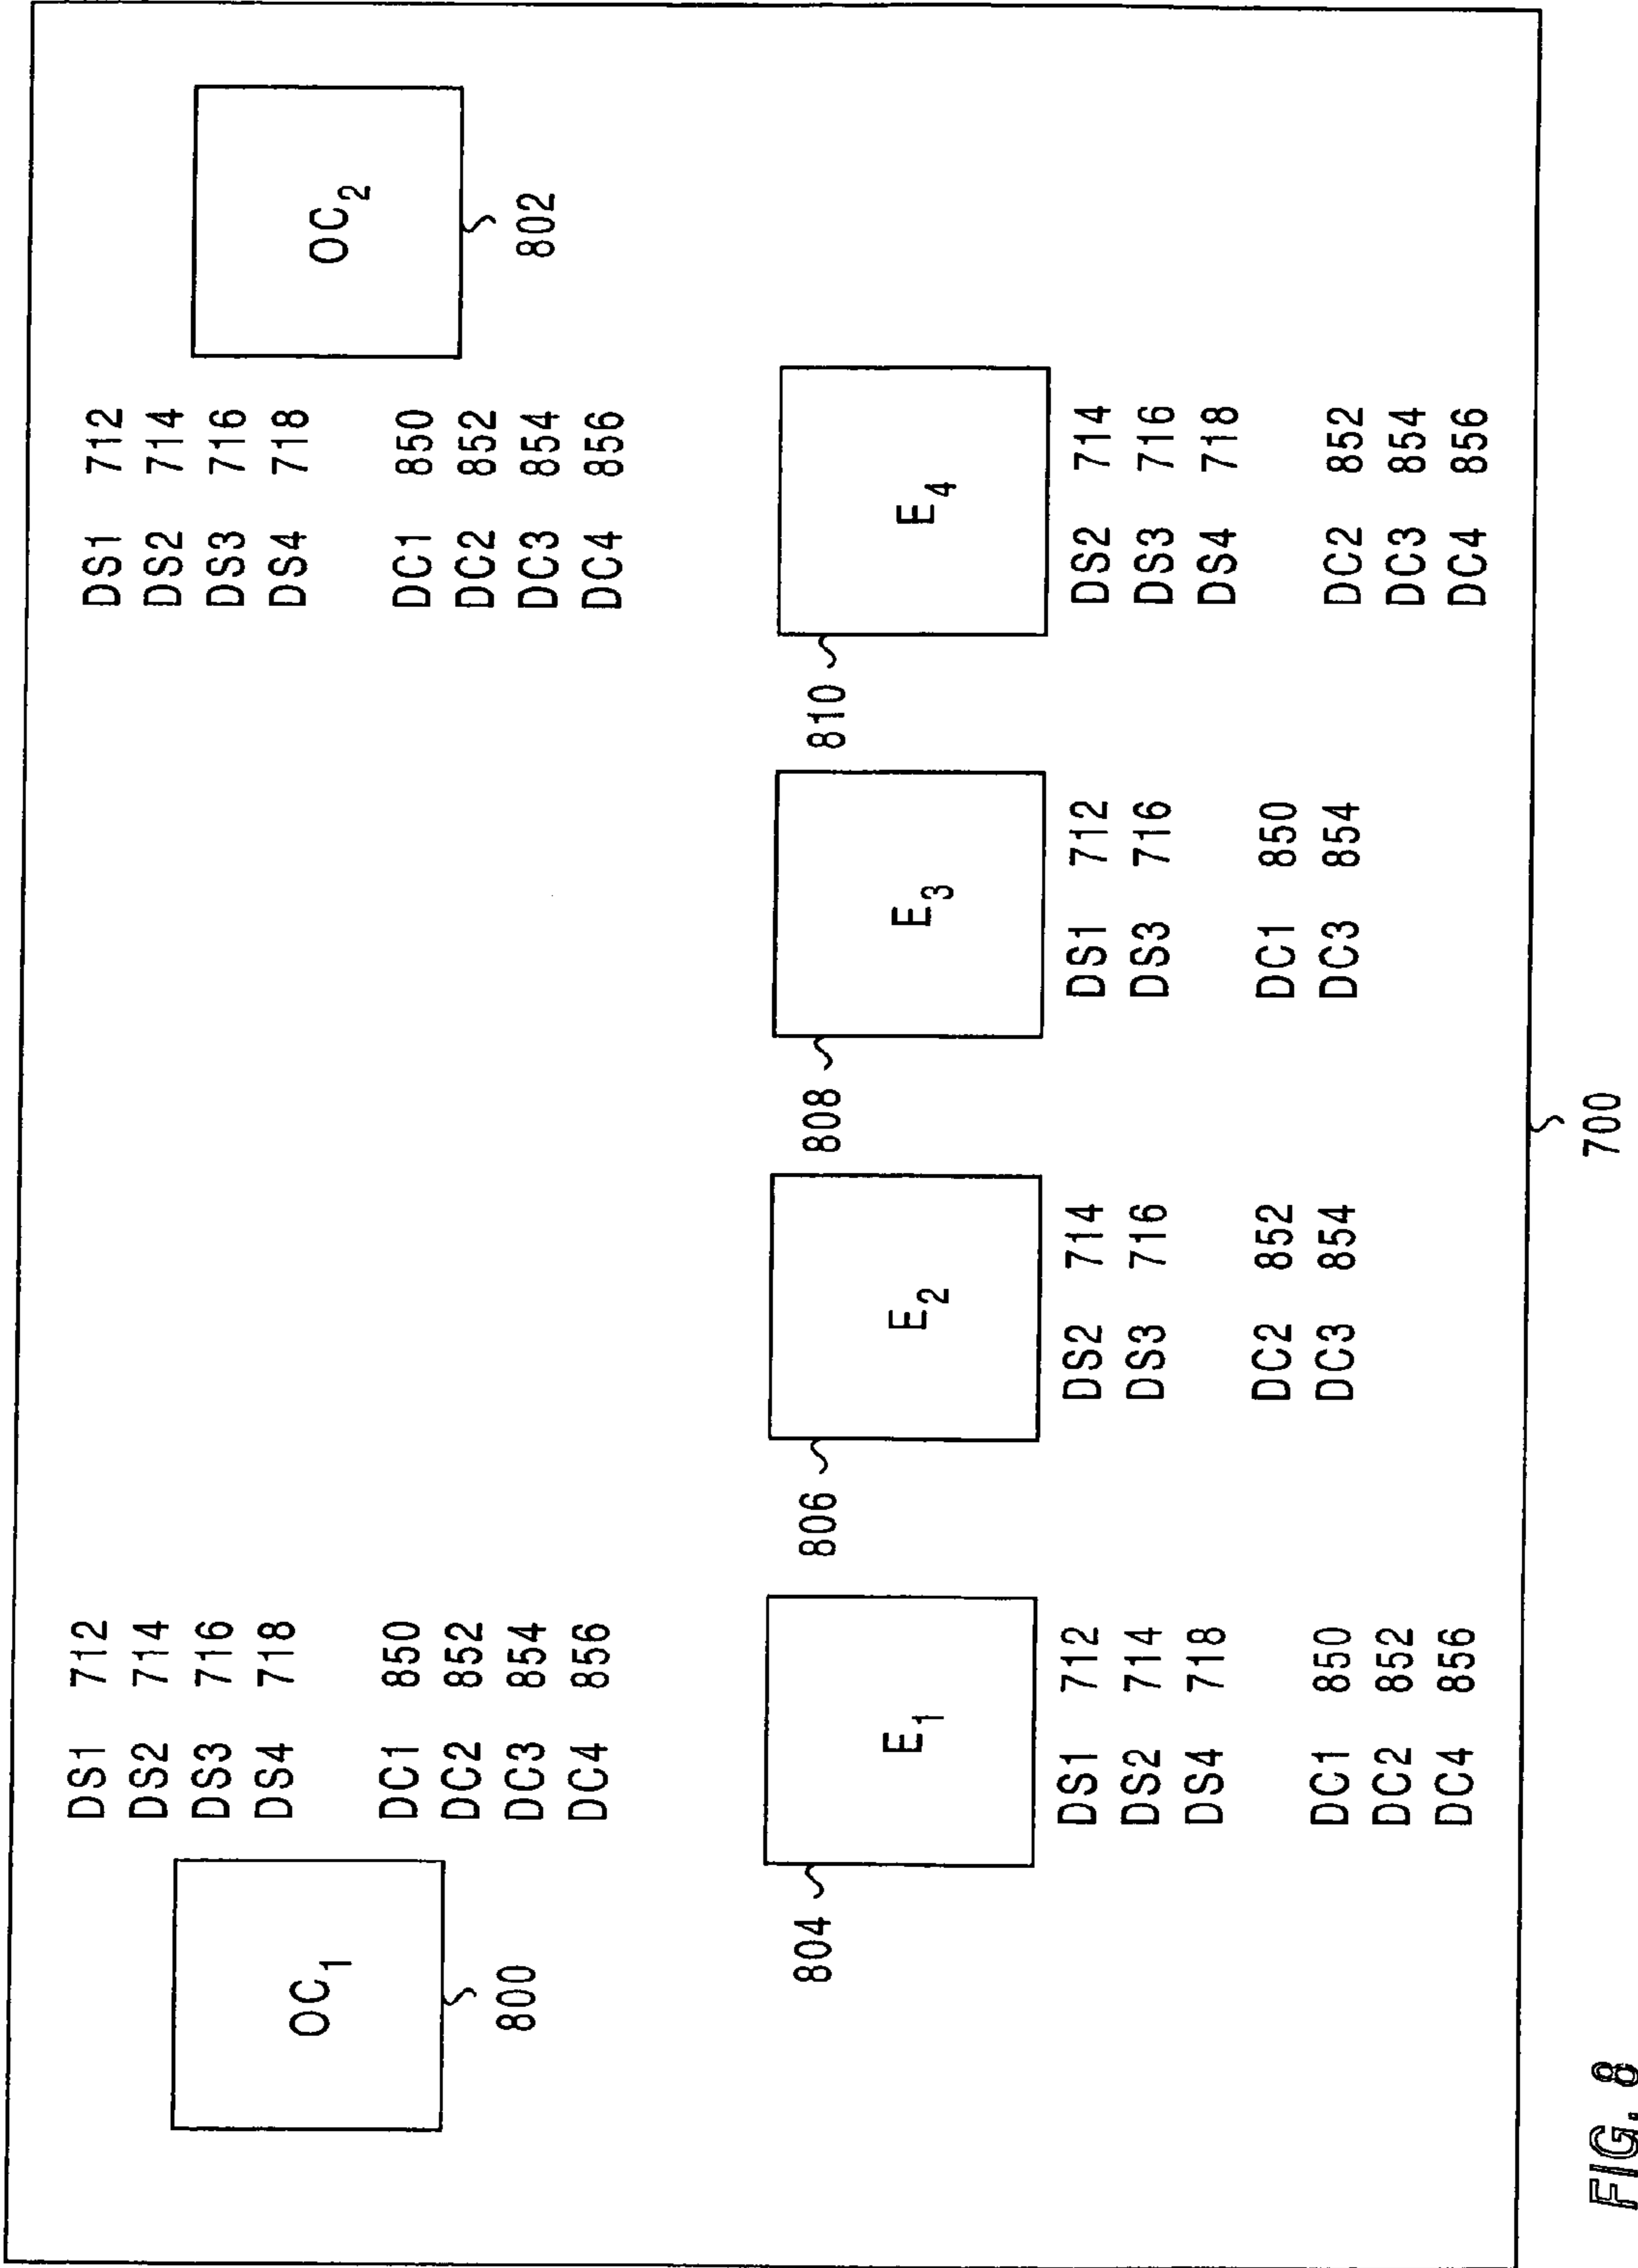 OC1
800
DS1 712
DS2 714
DS3 716
DS4 718
DC1 850
DC2 852
DC3 854
DC4 856
DS1 712
DS2 714
DS3 716
DS4 718
DC1 850
DC2 852
DC3 854
DC4 856
OC2
802
804
E1
DS1 712
DS2 714
DS4 718
DC1 850
DC2 852
DC4 856
806
E2
DS2 714
DS3 716
DC2 852
DC3 854
808
E3
DS1 712
DS3 716
DC1 850
DC3 854
810
E4
DS2 714
DS3 716
DS4 718
DC2 852
DC3 854
DC4 856
700
FIG. 8